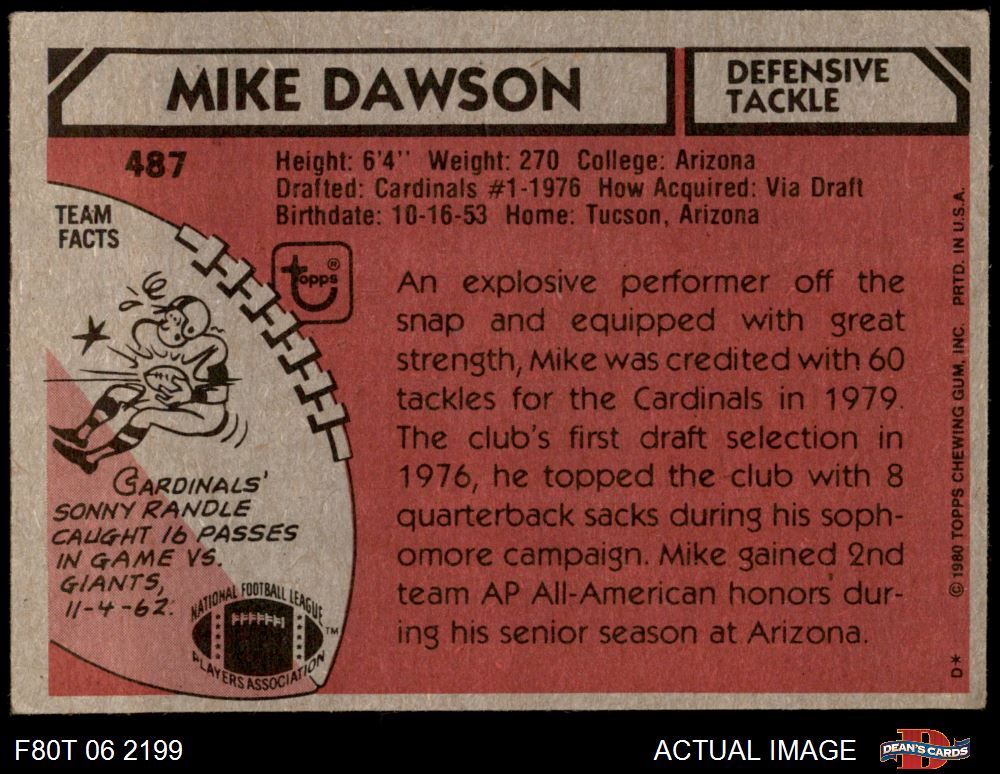 MIKE DAWSON
DEFENSIVE
TACKLE
487
Height: 6'4'' Weight: 270 College: Arizona
Drafted: Cardinals #1-1976 How Acquired: Via Draft
Birthdate: 10-16-53 Home: Tucson, Arizona
TEAM
FACTS
topps®
An explosive performer off the
snap and equipped with great
strength, Mike was credited with 60
tackles for the Cardinals in 1979.
The club's first draft selection in
1976, he topped the club with 8
quarterback sacks during his soph-
omore campaign. Mike gained 2nd
team AP All-American honors dur-
ing his senior season at Arizona.
CARDINALS'
SONNY RANDLE
CAUGHT 16 PASSES
IN GAME VS.
GIANTS,
11-4-62.
NATIONAL FOOTBALL LEAGUE
PLAYERS ASSOCIATION
TM
D* © 1980 TOPPS CHEWING GUM, INC. PRTD. IN U.S.A.
F80T 06 2199
ACTUAL IMAGE
DEAN'S CARDS